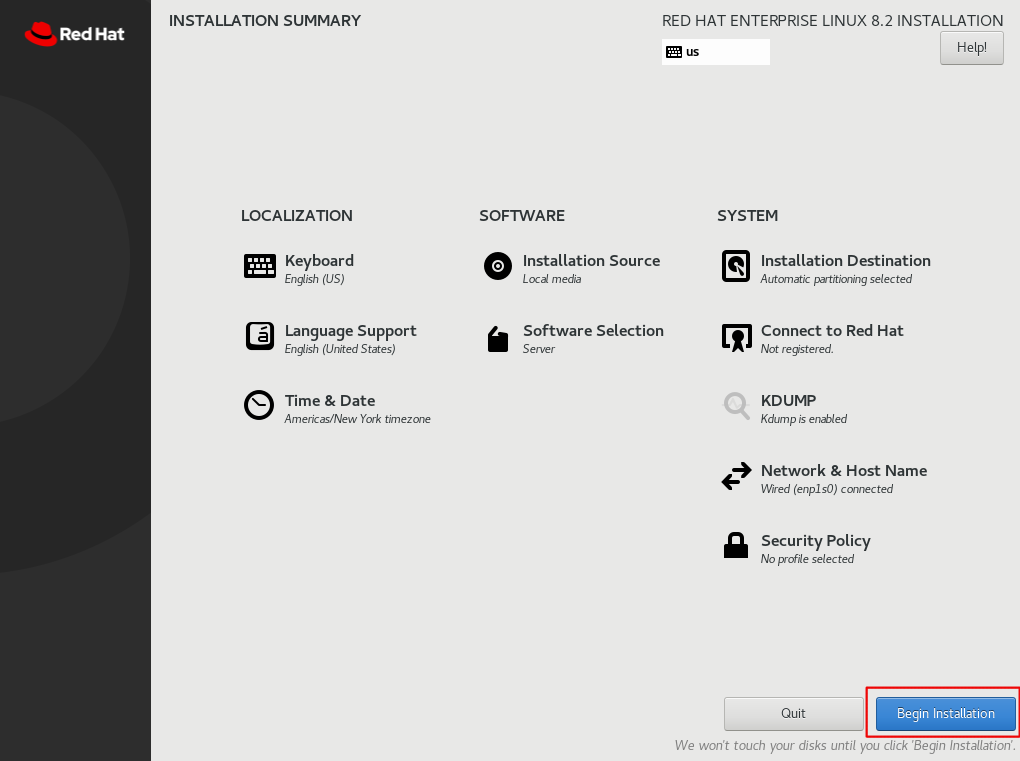 Red Hat
INSTALLATION SUMMARY
RED HAT ENTERPRISE LINUX 8.2 INSTALLATION
us
Help!
LOCALIZATION
Keyboard
English (US)
Language Support
English (United States)
Time & Date
Americas/New York timezone
SOFTWARE
Installation Source
Local media
Software Selection
Server
SYSTEM
Installation Destination
Automatic partitioning selected
Connect to Red Hat
Not registered.
KDUMP
Kdump is enabled
Network & Host Name
Wired (enp1s0) connected
Security Policy
No profile selected
Quit
Begin Installation
We won't touch your disks until you click 'Begin Installation'.